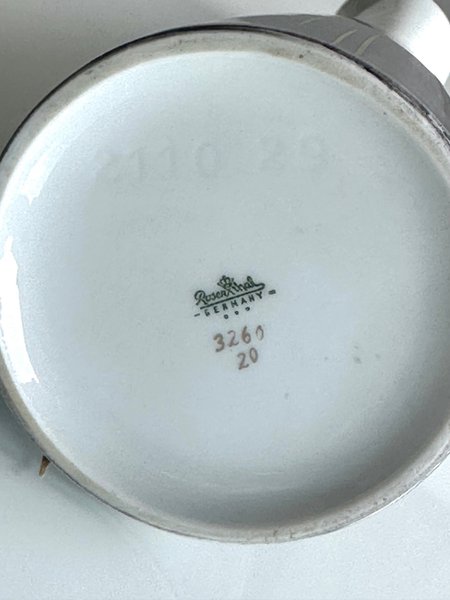 Rosenthal
- GERMANY -
3260
20